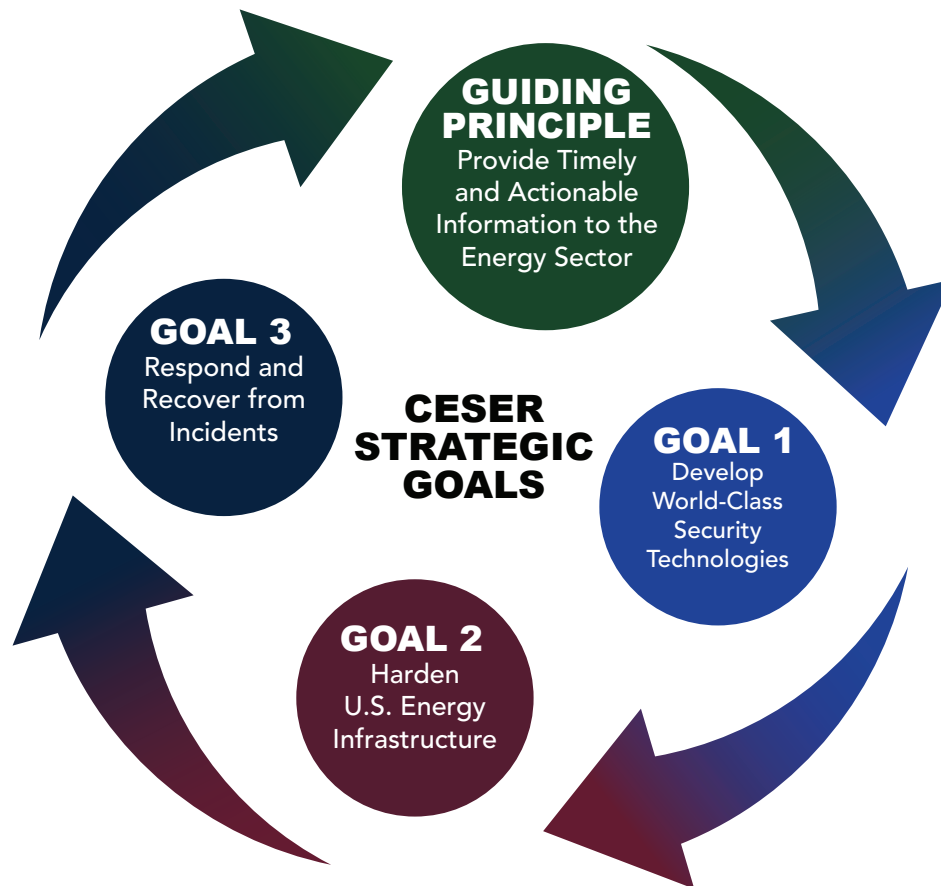 GUIDING
PRINCIPLE
Provide Timely
and Actionable
Information to the
Energy Sector
GOAL 3
Respond and
Recover from
Incidents
CESER
STRATEGIC
GOALS
GOAL 1
Develop
World-Class
Security
Technologies
GOAL 2
Harden
U.S. Energy
Infrastructure